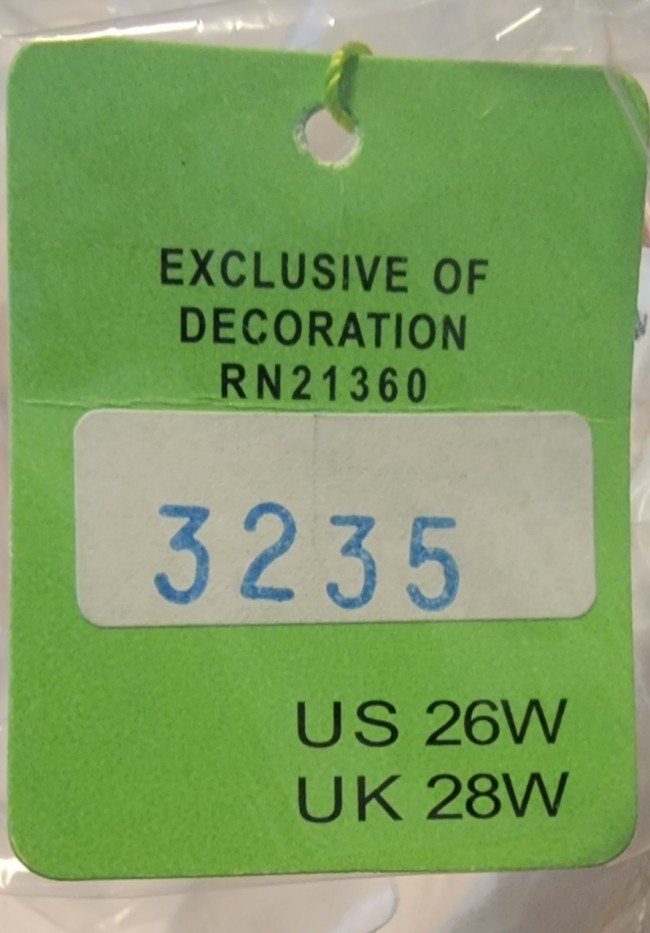 EXCLUSIVE OF
DECORATION
RN21360
3235
US 26W
UK 28W